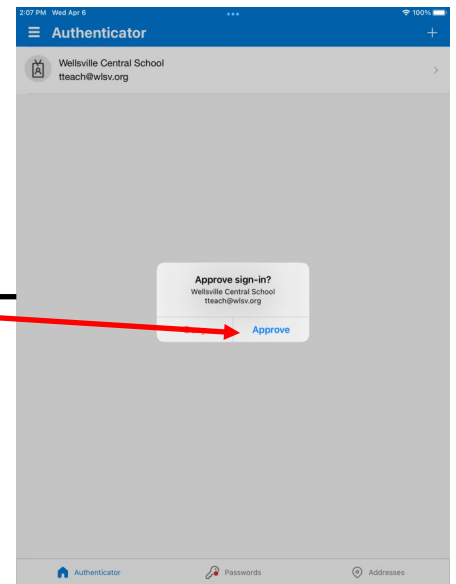 2:07 PM Wed Apr 6 100%
Authenticator
Wellsville Central School
tteach@wlsv.org
Approve sign-in?
Wellsville Central School
tteach@wlsv.org
Approve
Authenticator Passwords Addresses